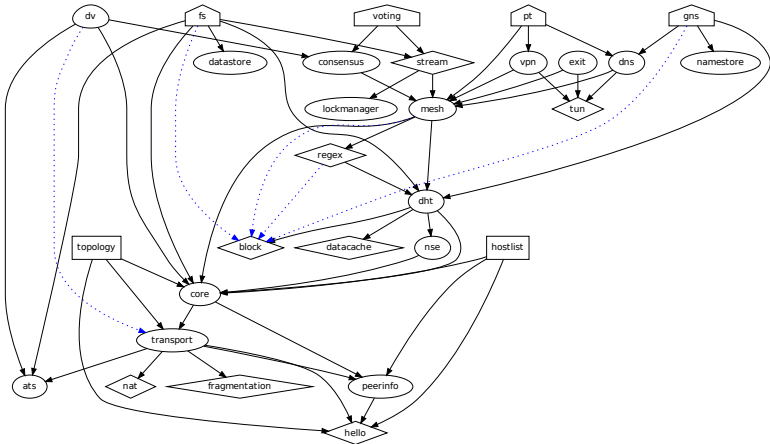 dv
fs
voting
pt
gns
datastore
consensus
stream
vpn
exit
dns
namestore
lockmanager
mesh
tun
regex
dht
topology
block
datacache
nse
hostlist
core
transport
ats
nat
fragmentation
peerinfo
hello